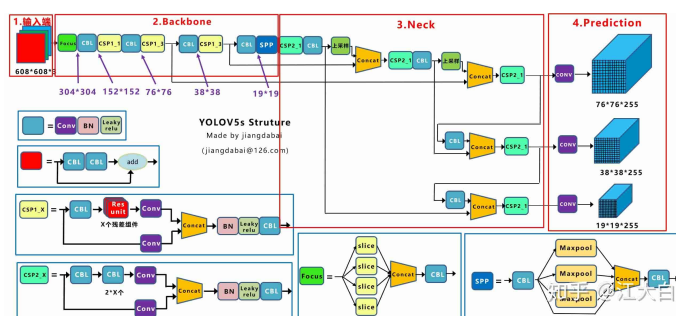 1.输入端
2.Backbone
3.Neck
4.Prediction
Focus CBL CSP1_1 CBL CSP1_3 CBL CSP1_3 CBL SPP CSP2_1 CBL 上采样 Concat CSP2_1 CBL 上采样 Concat CSP2_1 CONV
608*608*3
304*304 152*152 76*76 38*38 19*19
76*76*255
CBL Concat CSP2_1 CONV
38*38*255
CBL Concat CSP2_1 CONV
19*19*255
YOLOV5s Struture
Made by jiangdabai
(jiangdabai@126.com)
= Conv BN Leaky relu
= CBL CBL add
CSP1_X = CBL Res unit Conv Concat BN Leaky relu CBL
X个残差组件
Conv
CSP2_X = CBL CBL CBL Conv Concat BN Leaky relu CBL
2*X个
Conv
Focus = slice slice slice slice Concat CBL
SPP = CBL Maxpool Maxpool Maxpool Concat CBL
知乎 @江大白